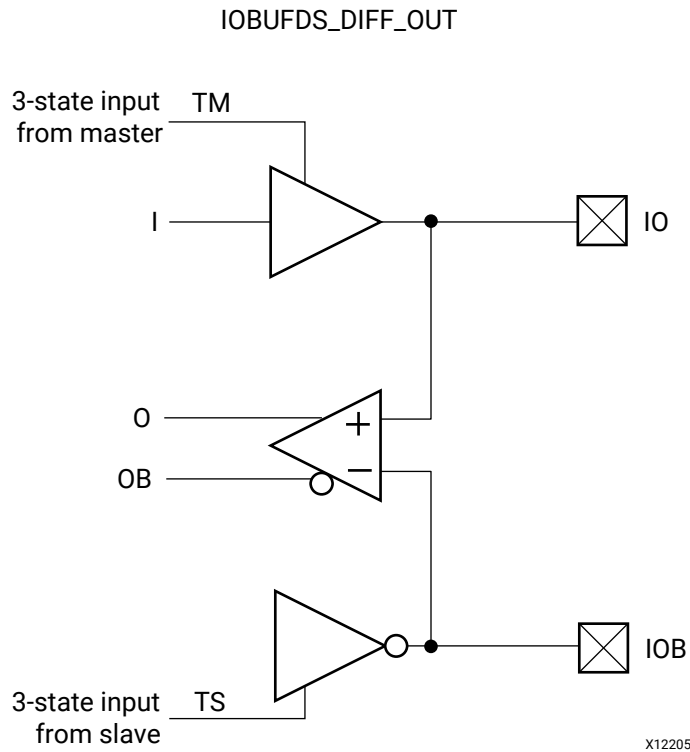 IOBUFDS_DIFF_OUT
3-state input TM
from master
I
IO
O
+
OB
−
IOB
3-state input TS
from slave
X12205